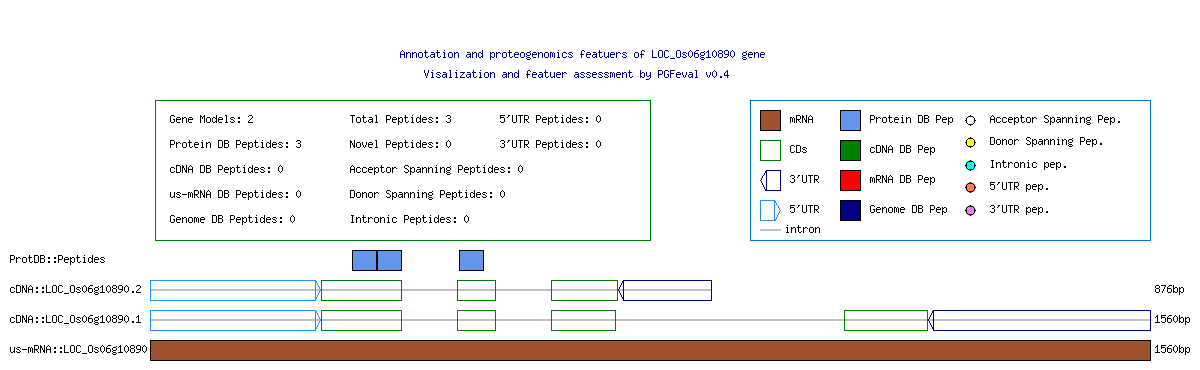 Annotation and proteogenomics featuers of LOC_Os06g10890 gene
Visalization and featuer assessment by PGFeval v0.4
Gene Models: 2 Total Peptides: 3 5'UTR Peptides: 0
Protein DB Peptides: 3 Novel Peptides: 0 3'UTR Peptides: 0
cDNA DB Peptides: 0 Acceptor Spanning Peptides: 0
us-mRNA DB Peptides: 0 Donor Spanning Peptides: 0
Genome DB Peptides: 0 Intronic Peptides: 0
mRNA Protein DB Pep Acceptor Spanning Pep.
CDs cDNA DB Pep Donor Spanning Pep.
3'UTR mRNA DB Pep Intronic pep.
5'UTR Genome DB Pep 5'UTR pep.
intron 3'UTR pep.
ProtDB::Peptides
cDNA::LOC_Os06g10890.2 876bp
cDNA::LOC_Os06g10890.1 1560bp
us-mRNA::LOC_Os06g10890 1560bp